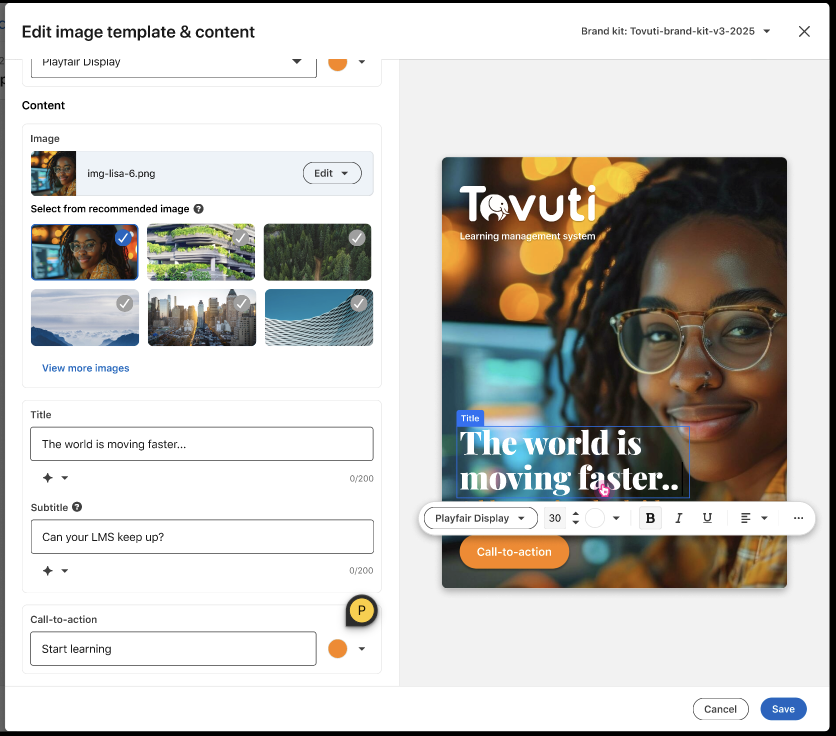 Edit image template & content
Brand kit: Tovuti-brand-kit-v3-2025
Playfair Display
Content
Image
img-lisa-6.png
Edit
Select from recommended image
View more images
Title
The world is moving faster...
0/200
Subtitle
Can your LMS keep up?
0/200
P
Call-to-action
Start learning
Tovuti
Learning management system
Title
The world is
moving faster..
Playfair Display 30 B I U ...
Call-to-action
Cancel Save